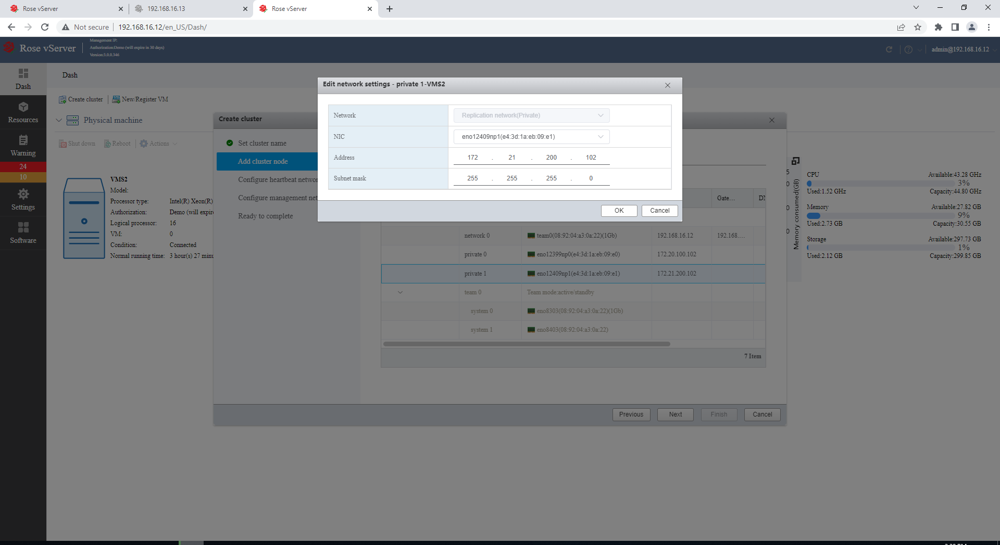 Rose vServer
192.168.16.13
Rose vServer
Not secure
192.168.16.12/en_US/Dash/
Rose vServer
Management IP:
Authorization:Demo (will expire in 30 days)
Version:3.0.0.346
admin@192.168.16.12
Dash
Resources
Warning
24
10
Settings
Software
Dash
Create cluster
New/Register VM
Physical machine
Shut down
Reboot
Actions
VMS2
Model:
Processor type: Intel(R) Xeon(R)
Authorization: Demo (will expire
Logical processor: 16
VM: 0
Condition: Connected
Normal running time: 3 hour(s) 27 minu
Create cluster
Set cluster name
Add cluster node
Configure heartbeat networ
Configure management net
Ready to complete
Edit network settings - private 1-VMS2
Network Replication network(Private)
NIC eno12409np1(e4:3d:1a:eb:09:e1)
Address 172 . 21 . 200 . 102
Subnet mask 255 . 255 . 255 . 0
OK
Cancel
Gate...
network 0 team0(08:92:04:a3:0a:22)(1Gb) 192.168.16.12 192.168....
private 0 eno12399np0(e4:3d:1a:eb:09:e0) 172.20.100.102
private 1 eno12409np1(e4:3d:1a:eb:09:e1) 172.21.200.102
team 0 Team mode:active/standby
system 0 eno8303(08:92:04:a3:0a:22)(1Gb)
system 1 eno8403(08:92:04:a3:0a:22)
7 Item
Previous
Next
Finish
Cancel
5
0
0
0
Memory consumed(GB)
CPU Available:43.28 GHz
3%
Used:1.52 GHz Capacity:44.80 GHz
Memory Available:27.82 GB
9%
Used:2.73 GB Capacity:30.55 GB
Storage Available:297.73 GB
1%
Used:2.12 GB Capacity:299.85 GB